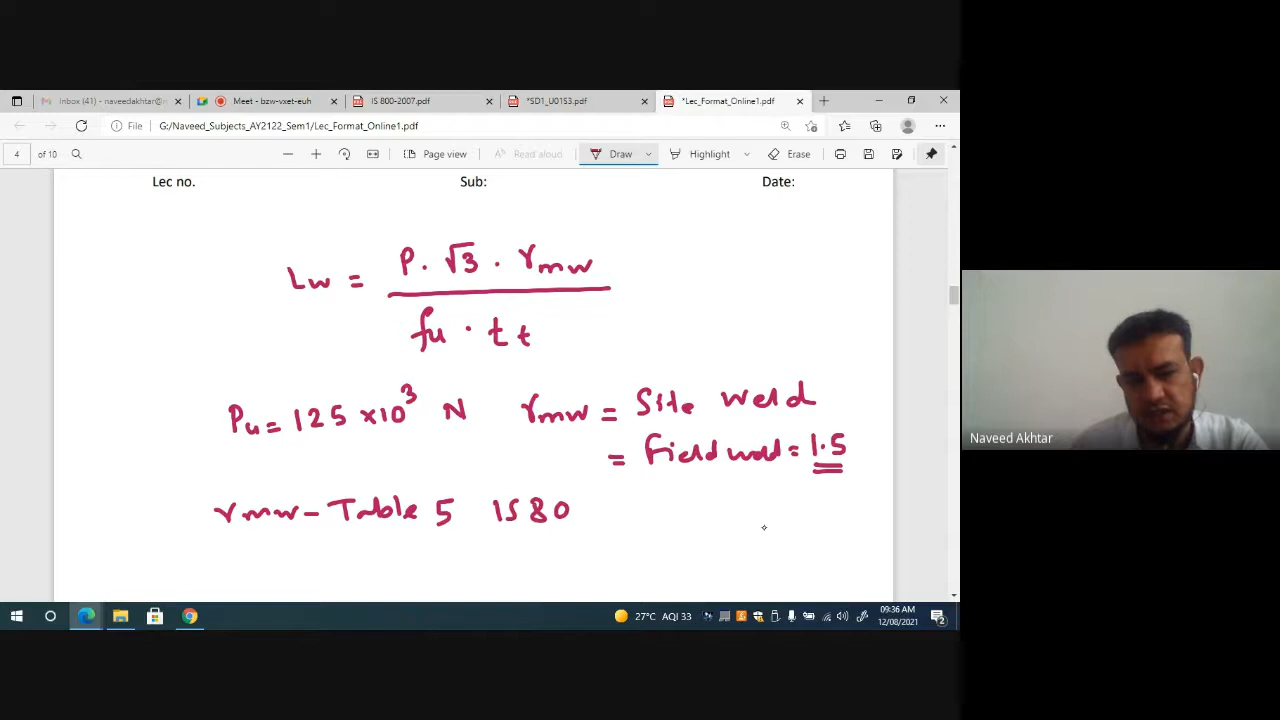 Inbox (41) - naveedakhtar@r
Meet - bzw-vxet-euh
IS 800-2007.pdf
*SD1_U01S3.pdf
*Lec_Format_Online1.pdf
File G:/Naveed_Subjects_AY2122_Sem1/Lec_Format_Online1.pdf
4 of 10 Page view Read aloud Draw Highlight Erase
Lec no. Sub: Date:
Lw = P. √3 . γmw
fu . tt
Pu = 125 ×10³ N γmw = Site weld
= Field weld = 1.5
γmw - Table 5 IS 80
Naveed Akhtar
27°C AQI 33
09:36 AM
12/08/2021
2